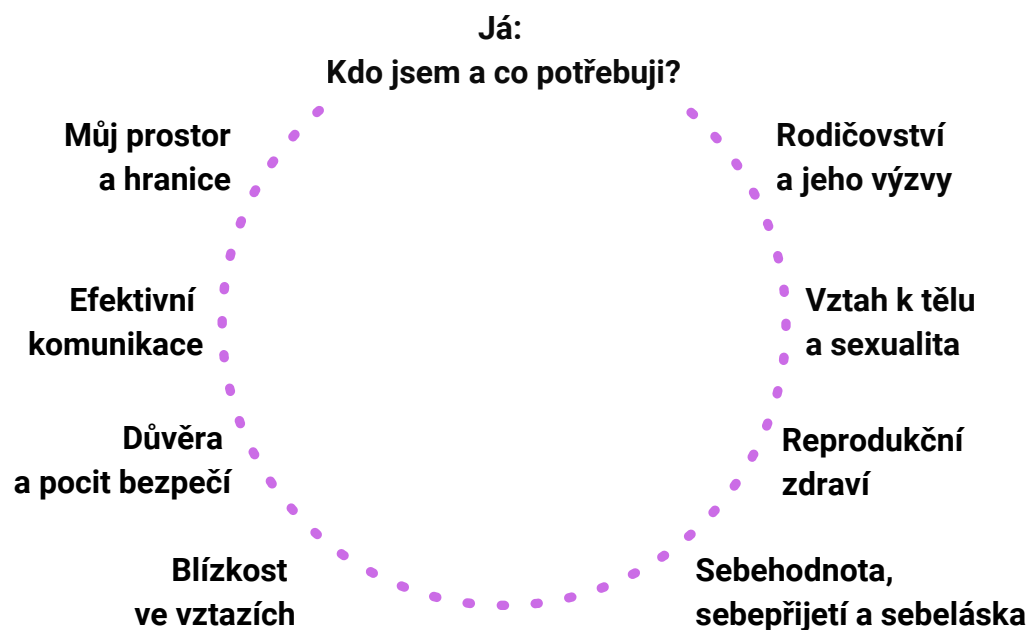 Já:
Kdo jsem a co potřebuji?
Můj prostor
a hranice
Rodičovství
a jeho výzvy
Efektivní
komunikace
Vztah k tělu
a sexualita
Důvěra
a pocit bezpečí
Reprodukční
zdraví
Blízkost
ve vztazích
Sebehodnota,
sebepřijetí a sebeláska